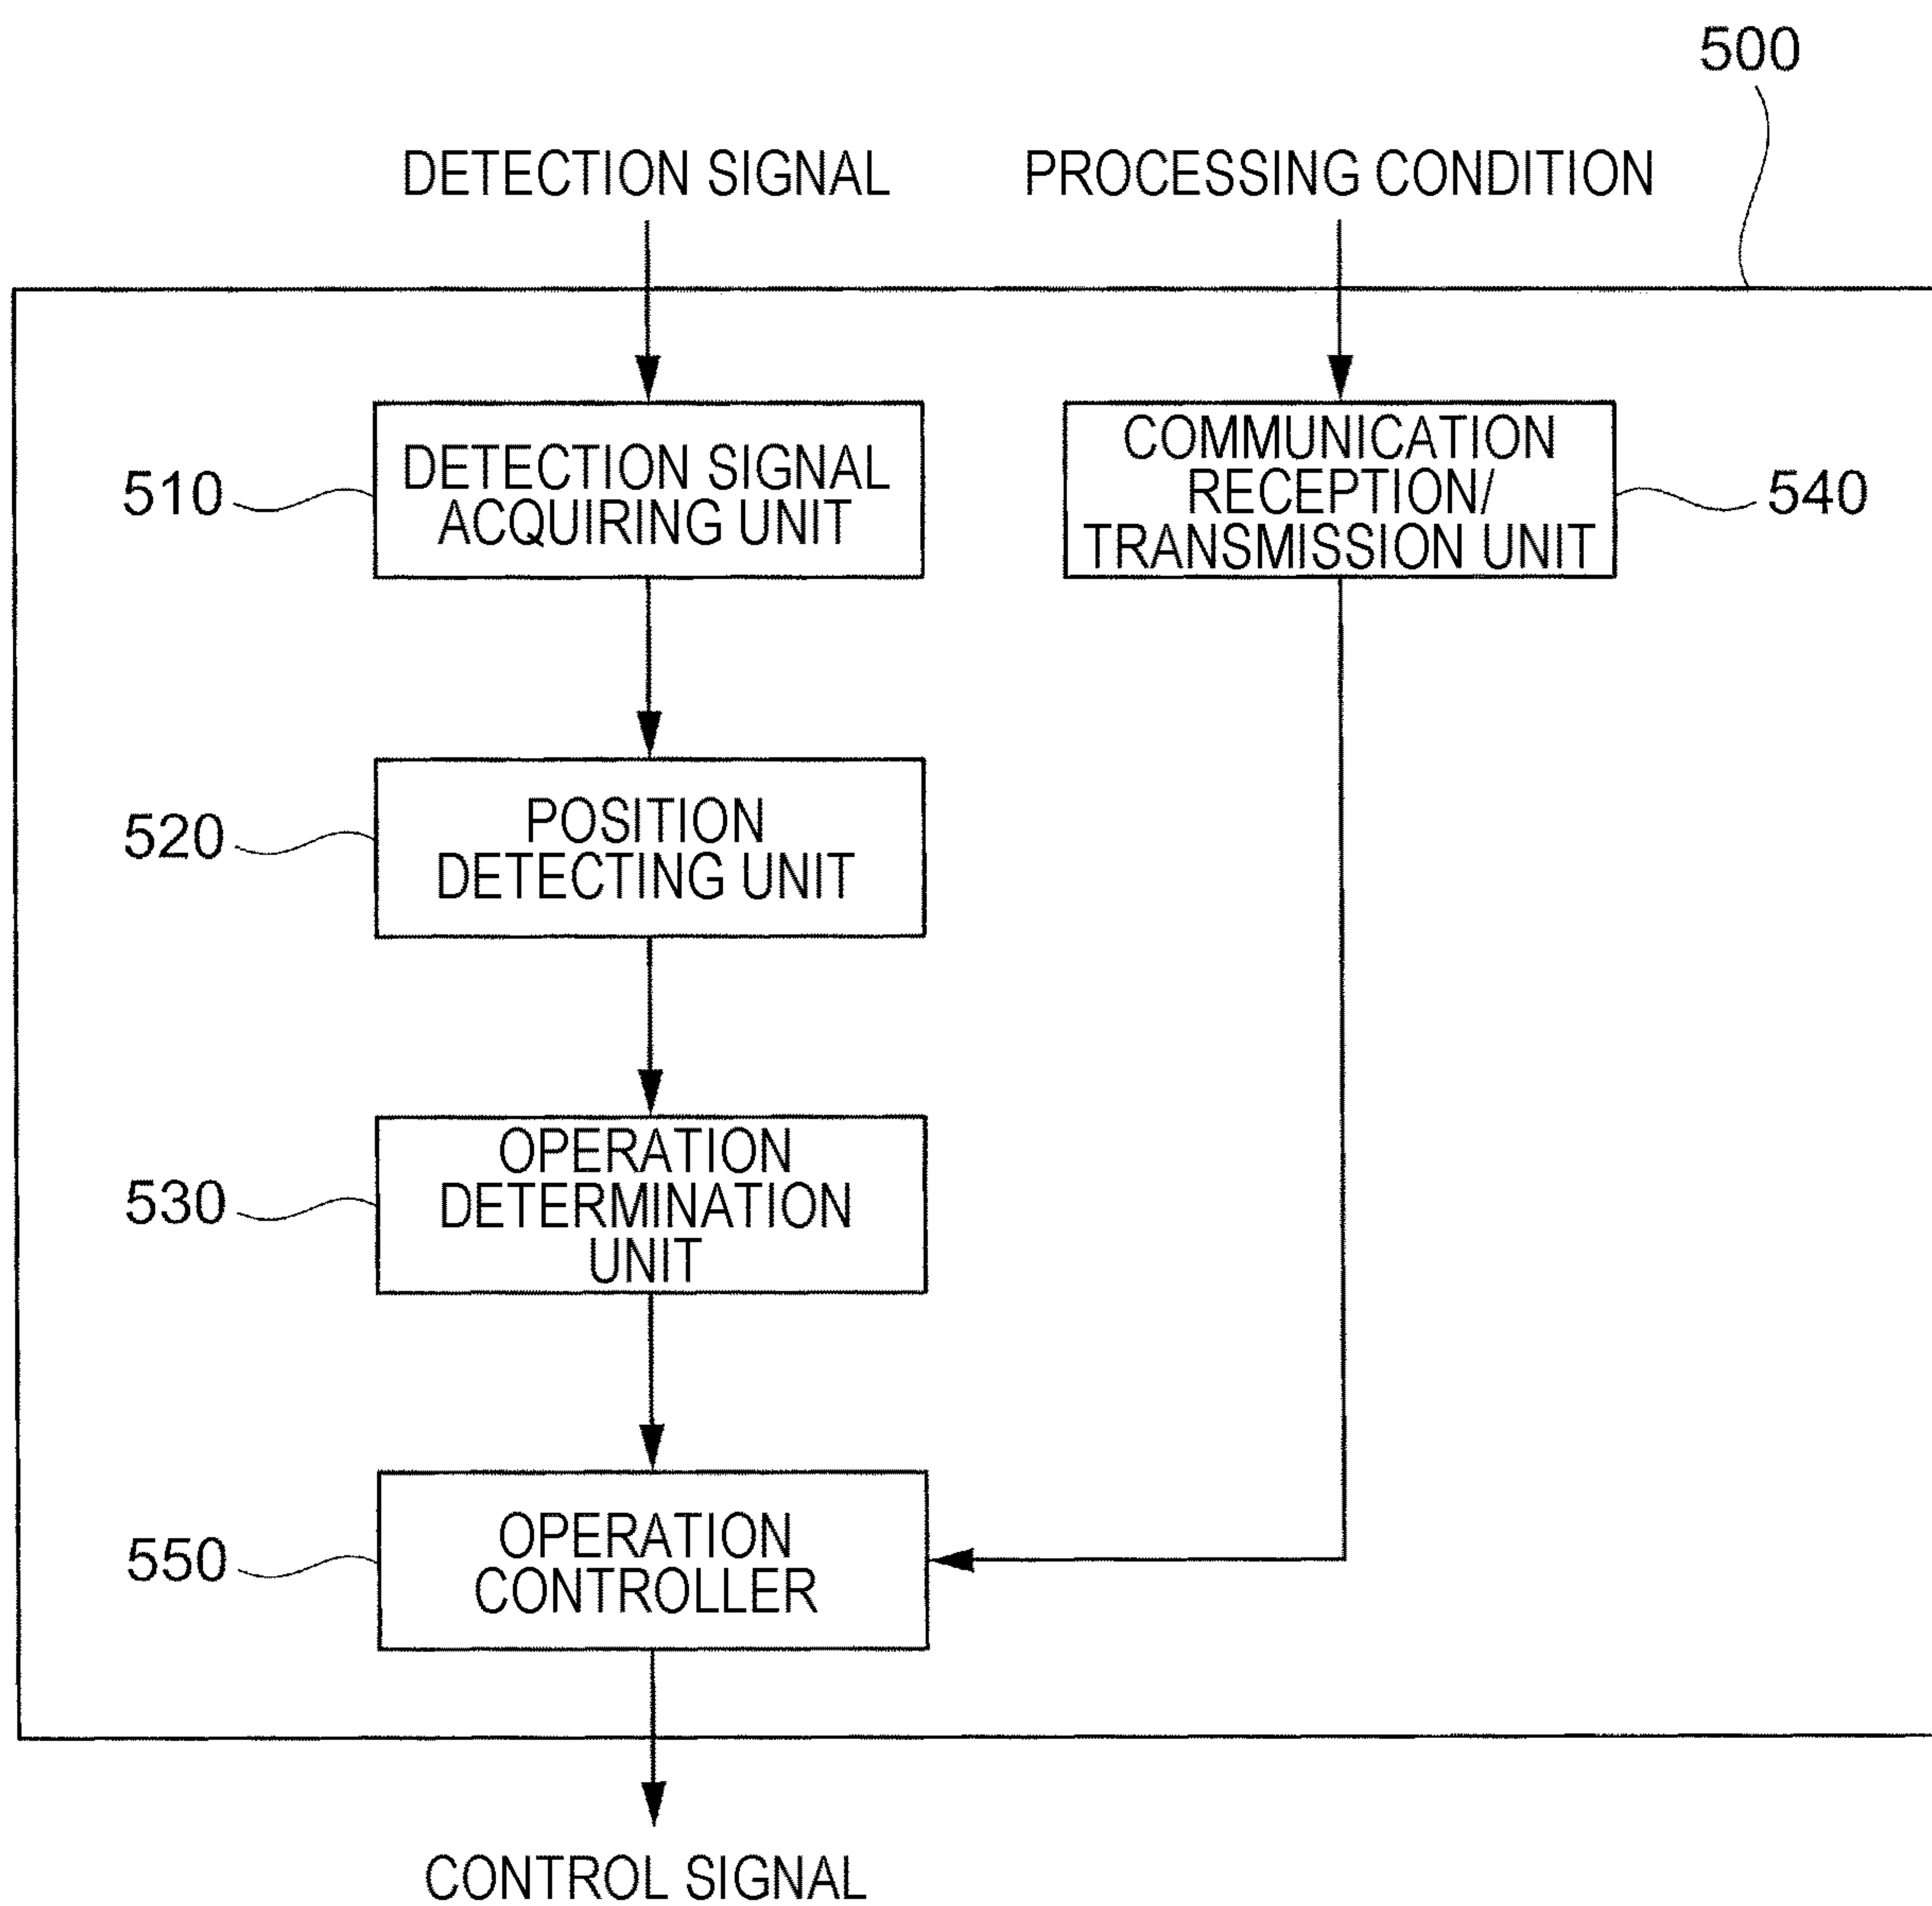 500
DETECTION SIGNAL
PROCESSING CONDITION
510
DETECTION SIGNAL
ACQUIRING UNIT
COMMUNICATION
RECEPTION/
TRANSMISSION UNIT
540
520
POSITION
DETECTING UNIT
530
OPERATION
DETERMINATION
UNIT
550
OPERATION
CONTROLLER
CONTROL SIGNAL